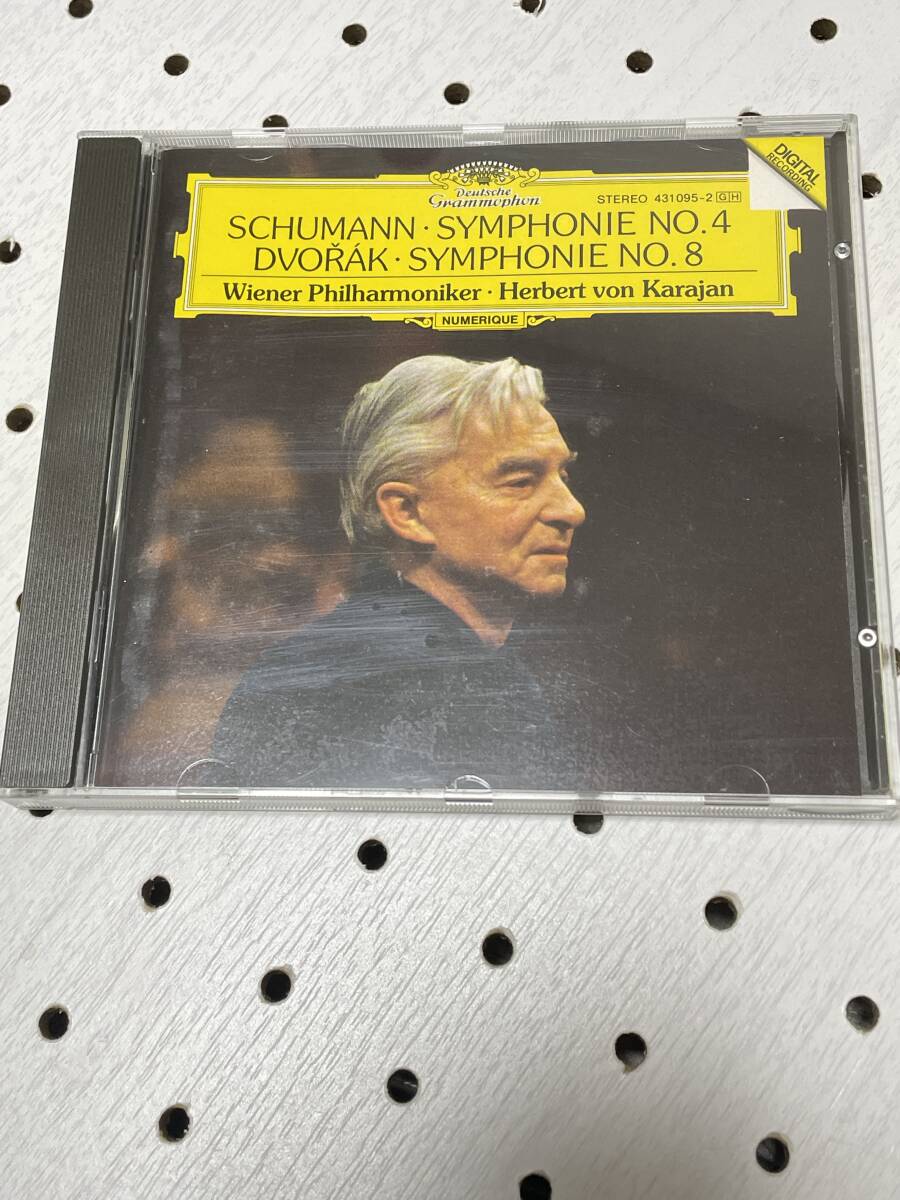 Deutsche
Grammophon
STEREO 431095-2 GH
DIGITAL
RECORDING
SCHUMANN · SYMPHONIE NO. 4
DVOŘÁK · SYMPHONIE NO. 8
Wiener Philharmoniker · Herbert von Karajan
NUMERIQUE